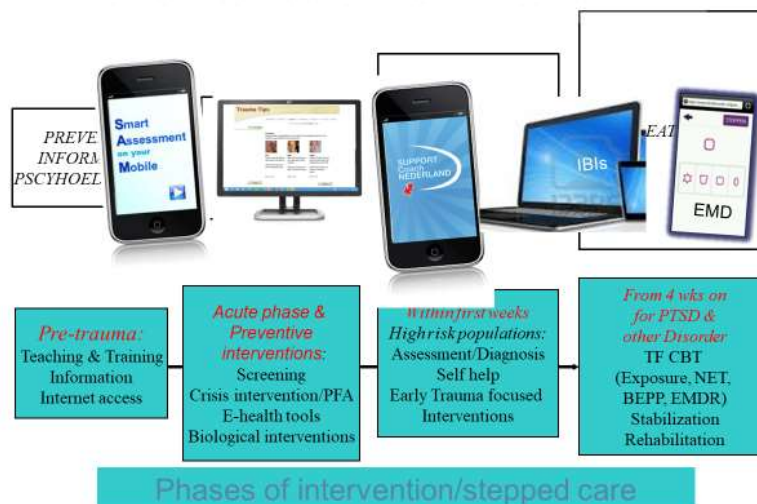 PREVE
INFORM
PSCYHOEL
Smart
Assessment
on your
Mobile
Trauma Tips
SUPPORT
Coach
NEDERLAND
IBIs
EAT
EMD
Pre-trauma:
Teaching & Training
Information
Internet access
Acute phase &
Preventive
interventions:
Screening
Crisis intervention/PFA
E-health tools
Biological interventions
Within first weeks
High risk populations:
Assessment/Diagnosis
Self help
Early Trauma focused
Interventions
From 4 wks on
for PTSD &
other Disorder
TF CBT
(Exposure, NET,
BEPP, EMDR)
Stabilization
Rehabilitation
Phases of intervention/stepped care